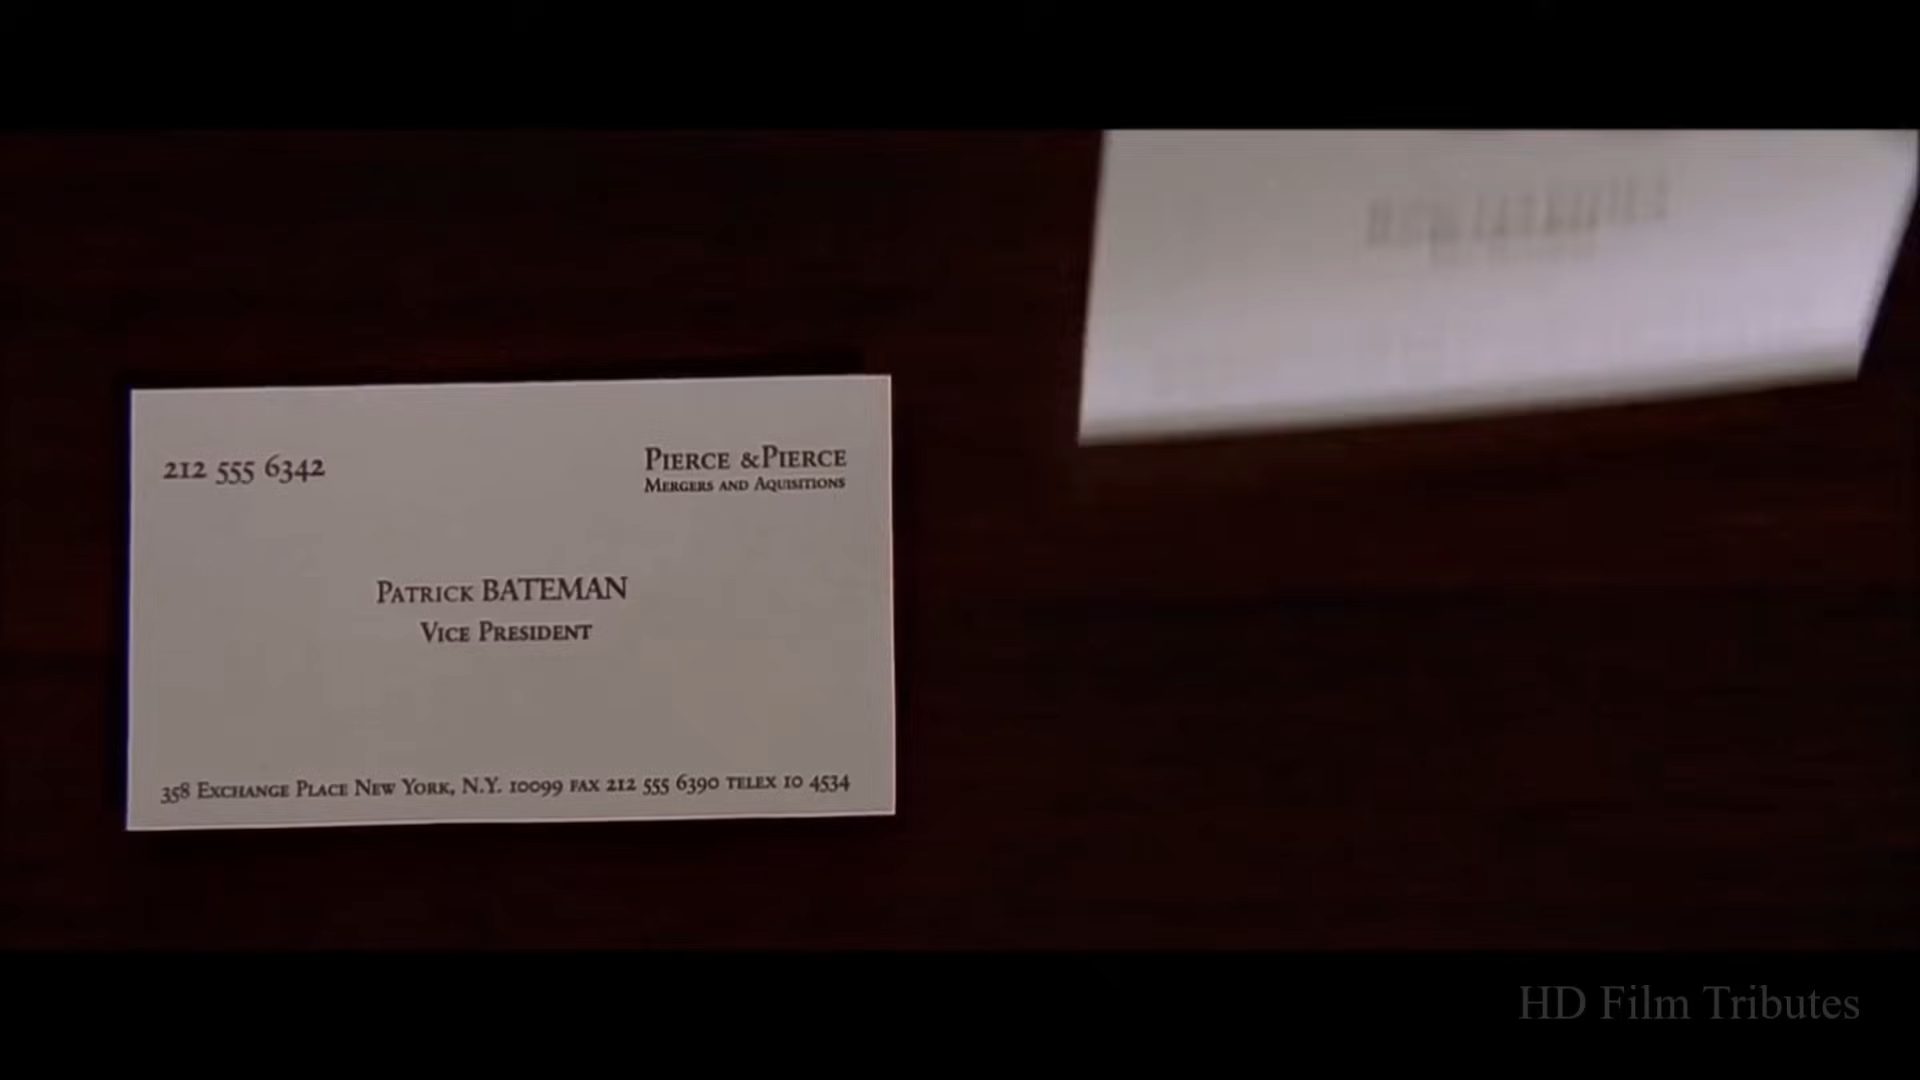 212 555 6342
PIERCE &PIERCE
MERGERS AND AQUISITIONS
PATRICK BATEMAN
VICE PRESIDENT
358 EXCHANGE PLACE NEW YORK, N.Y. 10099 FAX 212 555 6390 TELEX 10 4534
HD Film Tributes